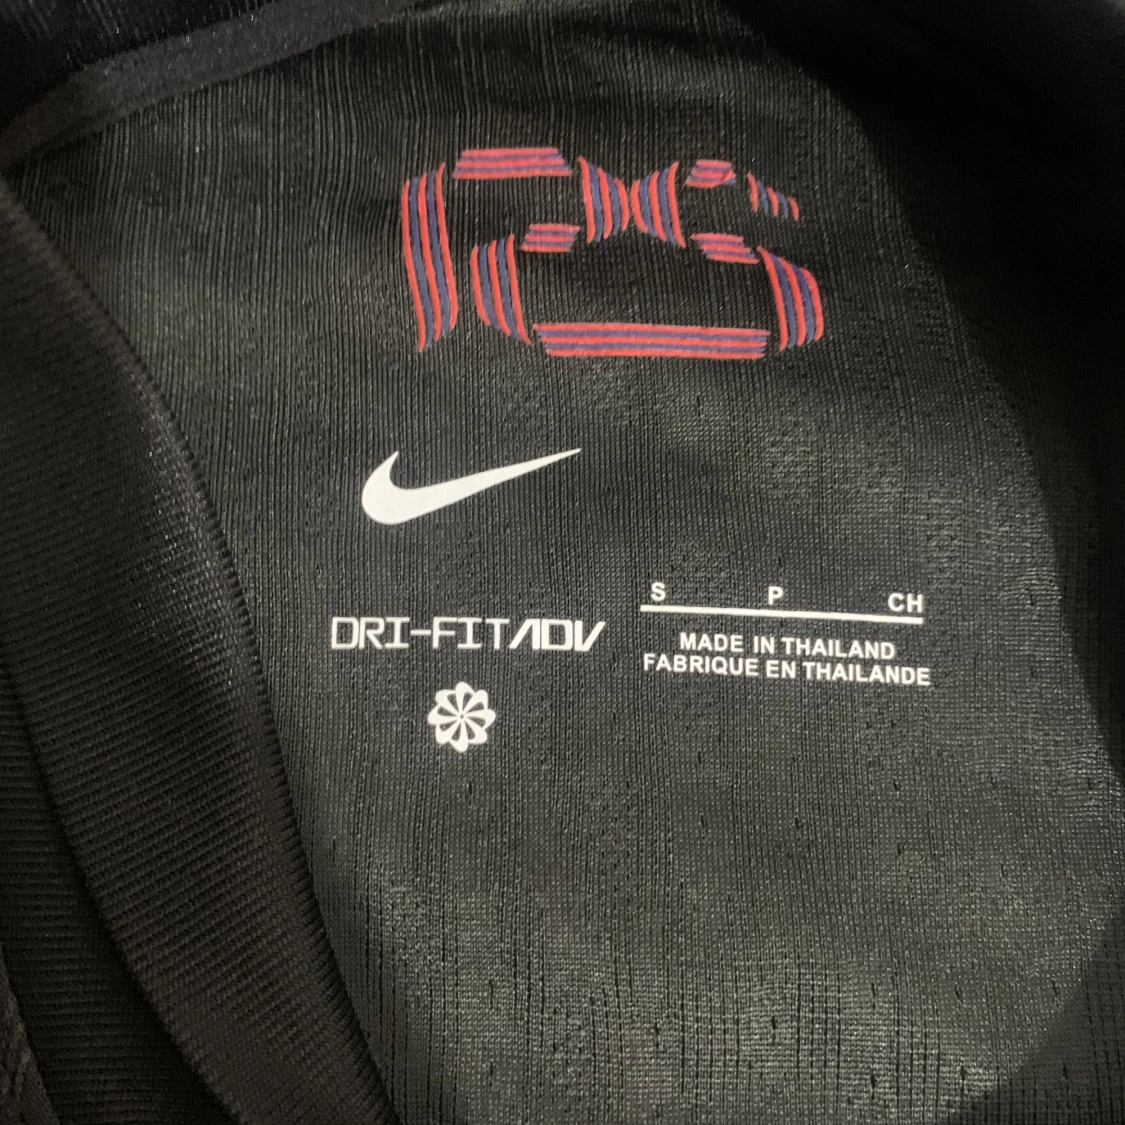 DRI-FIT ADV
S P CH
MADE IN THAILAND
FABRIQUE EN THAILANDE